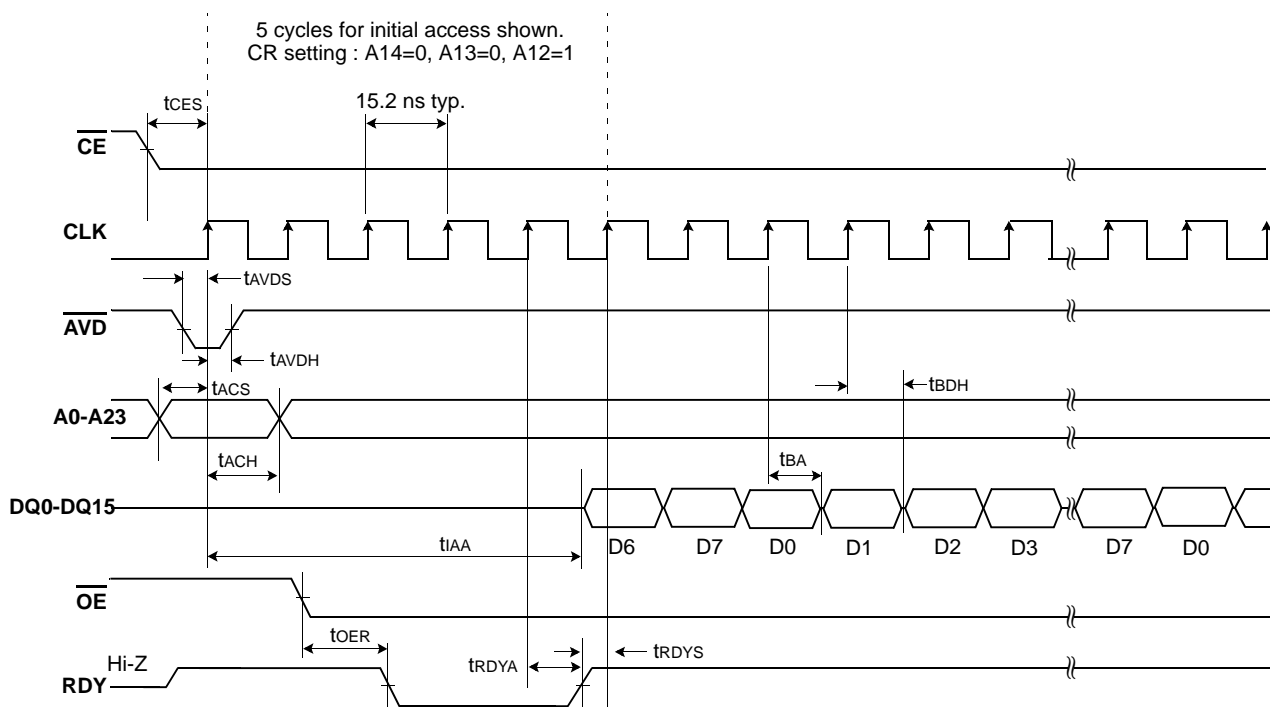 5 cycles for initial access shown.
CR setting : A14=0, A13=0, A12=1
tCES
15.2 ns typ.
CE
CLK
tAVDS
AVD
tAVDH
tACS
tBDH
A0-A23
tACH
tBA
DQ0-DQ15
tIAA
D6 D7 D0 D1 D2 D3 D7 D0
OE
tOER
Hi-Z
tRDYA
tRDYS
RDY